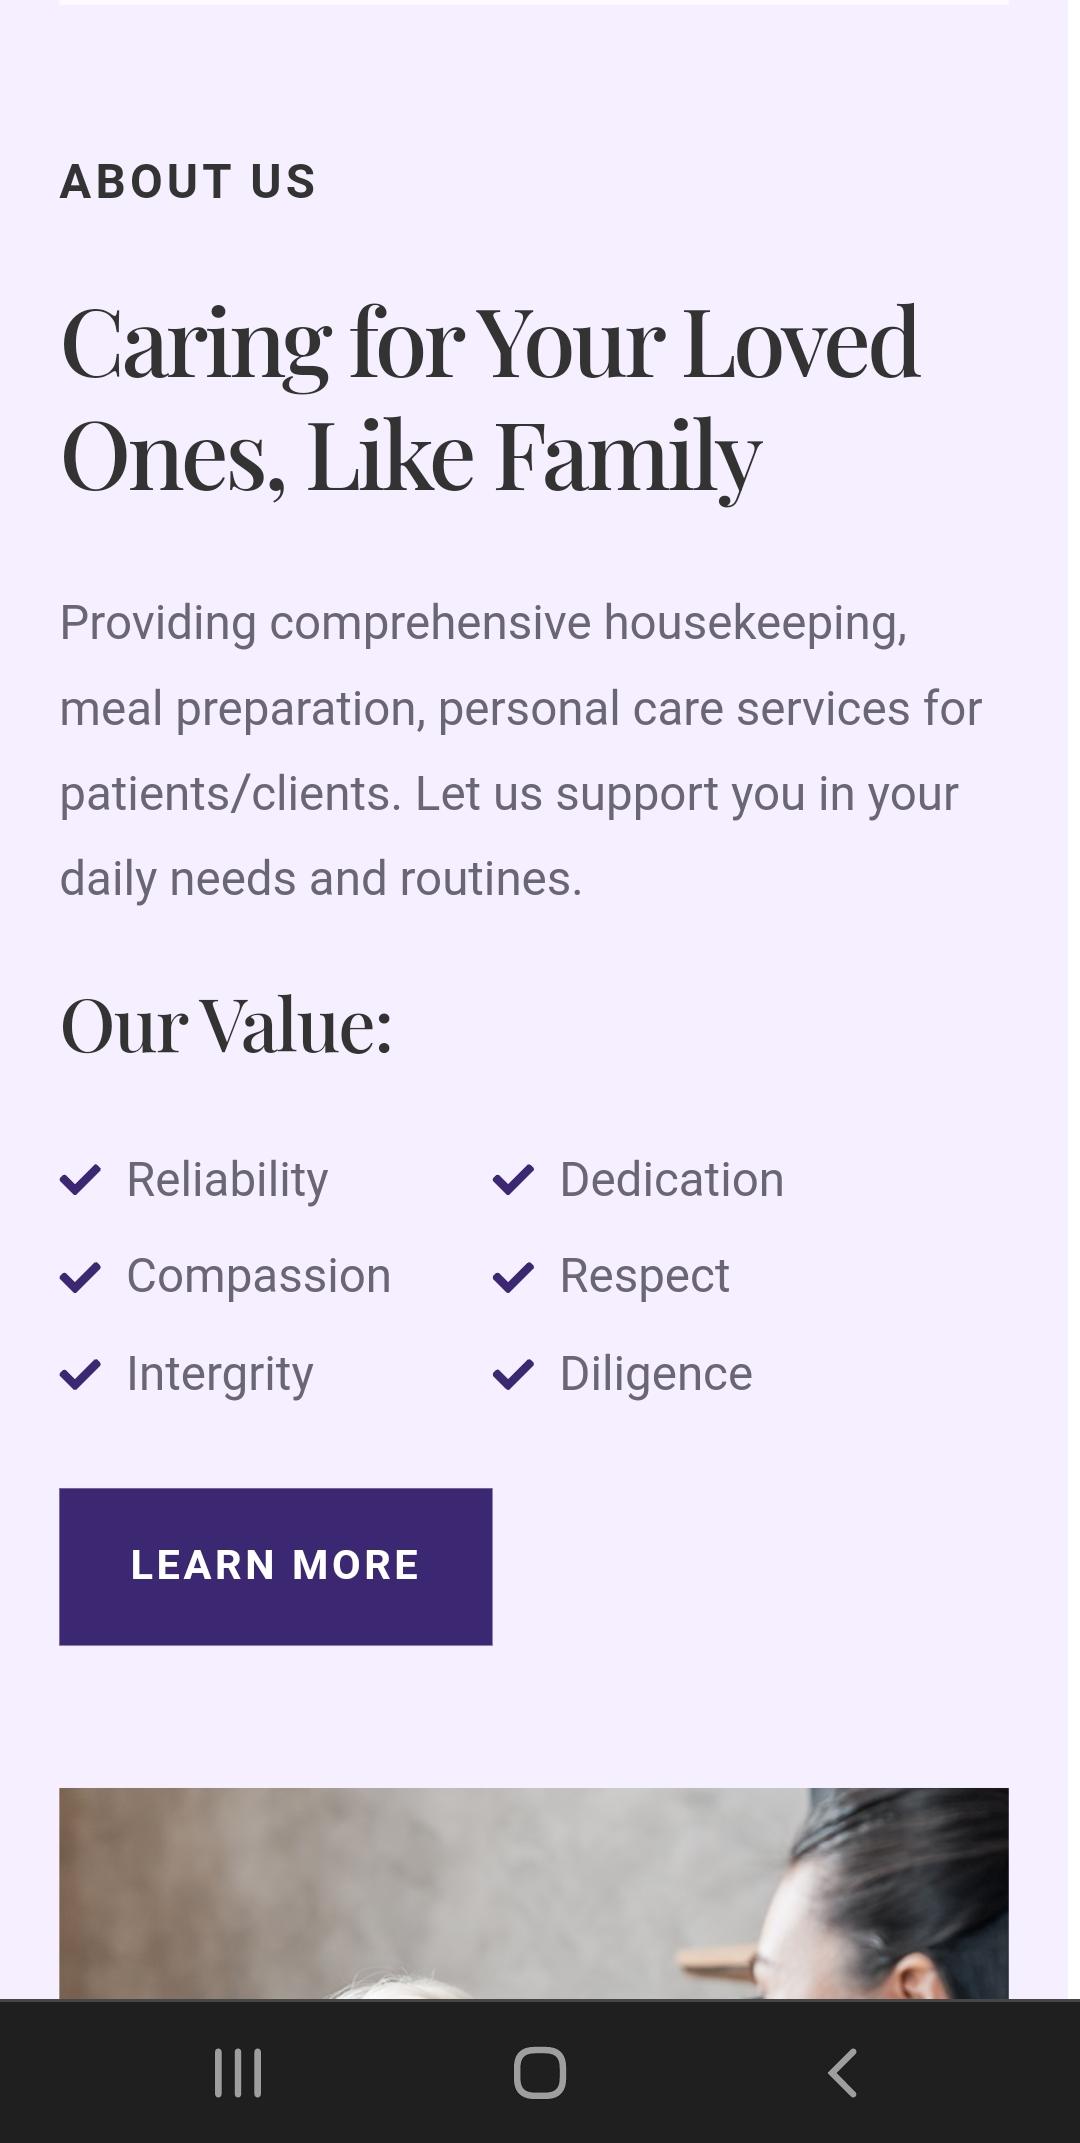 ABOUT US
Caring for Your Loved
Ones, Like Family
Providing comprehensive housekeeping,
meal preparation, personal care services for
patients/clients. Let us support you in your
daily needs and routines.
Our Value:
Reliability
Dedication
Compassion
Respect
Intergrity
Diligence
LEARN MORE